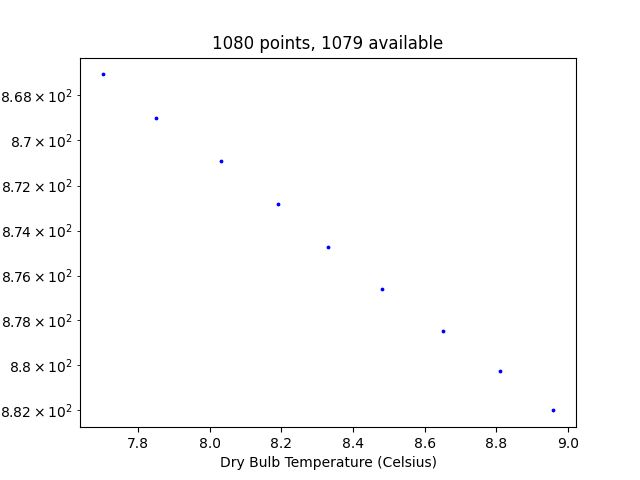 1080 points, 1079 available
8.68 × 10²
8.7 × 10²
8.72 × 10²
8.74 × 10²
8.76 × 10²
8.78 × 10²
8.8 × 10²
8.82 × 10²
7.8 8.0 8.2 8.4 8.6 8.8 9.0
Dry Bulb Temperature (Celsius)